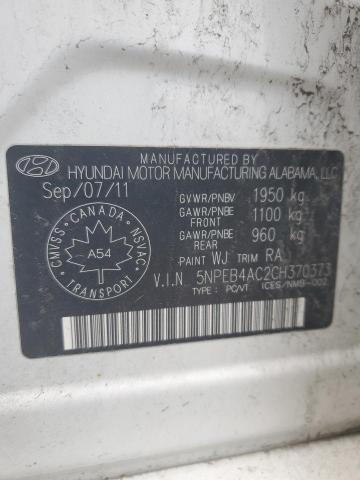 MANUFACTURED BY
HYUNDAI MOTOR MANUFACTURING ALABAMA, LLC
Sep/07/11
GVWR/PNBV 1950 kg
GAWR/PNBE FRONT 1100 kg
GAWR/PNBE REAR 960 kg
PAINT WJ TRIM RA
V.I.N 5NPEB4AC2CH370373
TYPE: PC/VT ICES/NMB-002
CANADA
CMVSS NSVAC
A54
TRANSPORT